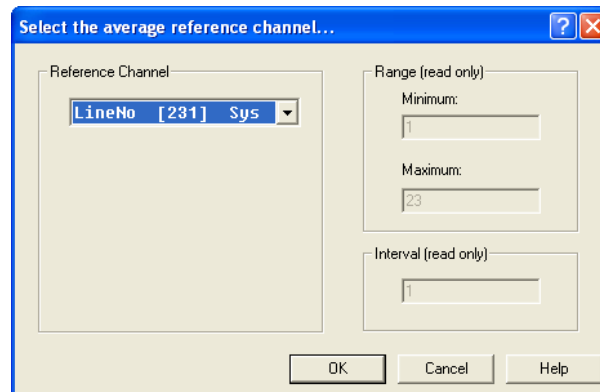 Select the average reference channel...
Reference Channel
LineNo [231] Sys
Range (read only)
Minimum:
1
Maximum:
23
Interval (read only)
1
OK
Cancel
Help